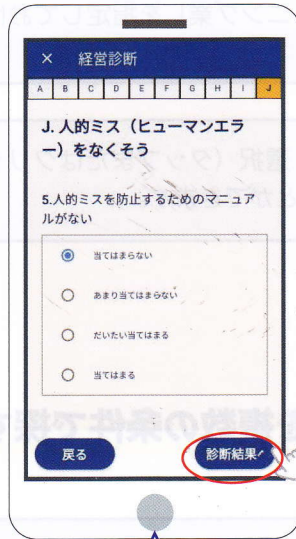 × 経営診断
A B C D E F G H I J
J. 人的ミス（ヒューマンエラ
ー）をなくそう
5.人的ミスを防止するためのマニュア
ルがない
当てはまらない
あまり当てはまらない
だいたい当てはまる
当てはまる
戻る 診断結果へ